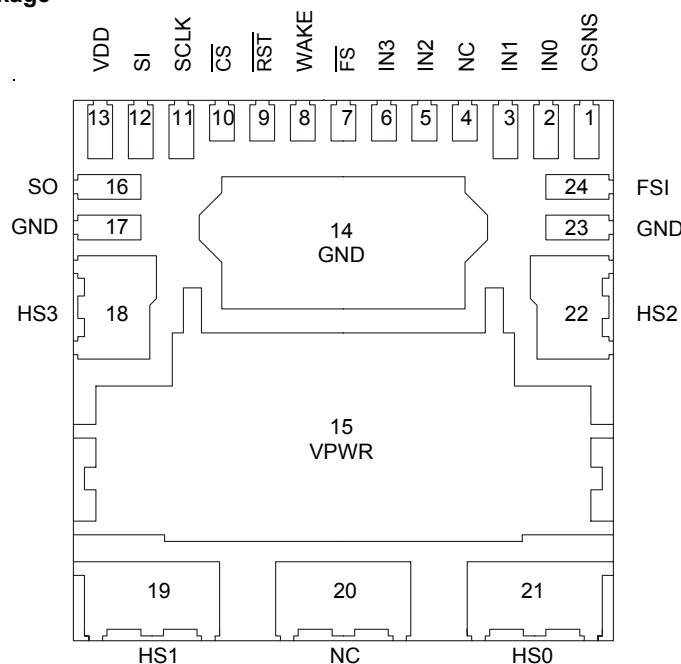 kage
VDD
SI
SCLK
CS
RST
WAKE
FS
IN3
IN2
NC
IN1
IN0
CSNS
13 12 11 10 9 8 7 6 5 4 3 2 1
SO 16 24 FSI
GND 17 23 GND
14
GND
HS3 18 22 HS2
15
VPWR
19 20 21
HS1 NC HS0